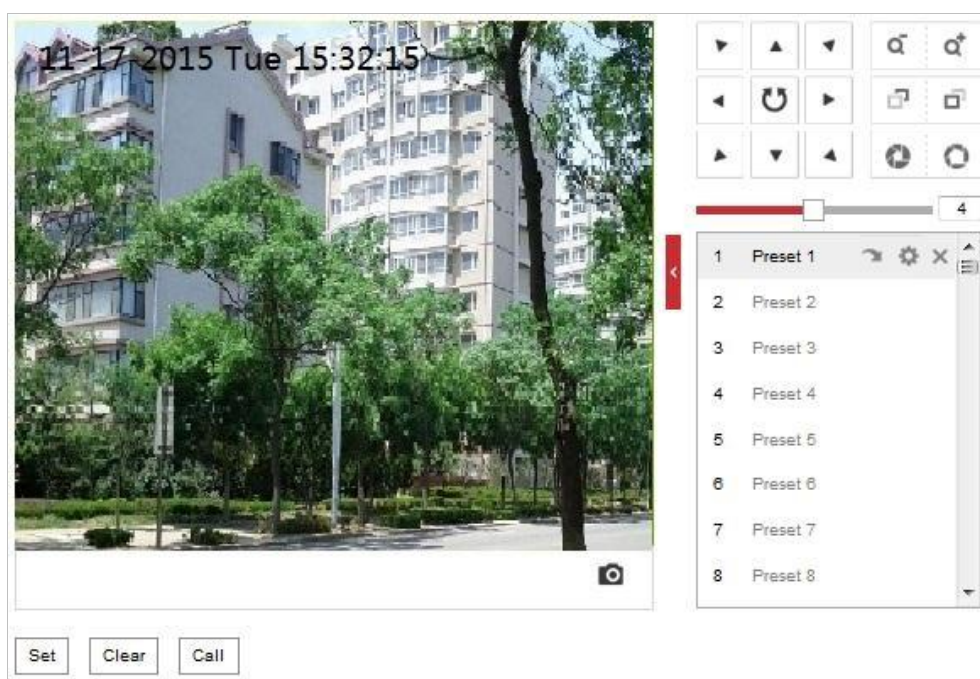 11-17-2015 Tue 15:32:15
4
1 Preset 1
2 Preset 2
3 Preset 3
4 Preset 4
5 Preset 5
6 Preset 6
7 Preset 7
8 Preset 8
Set Clear Call